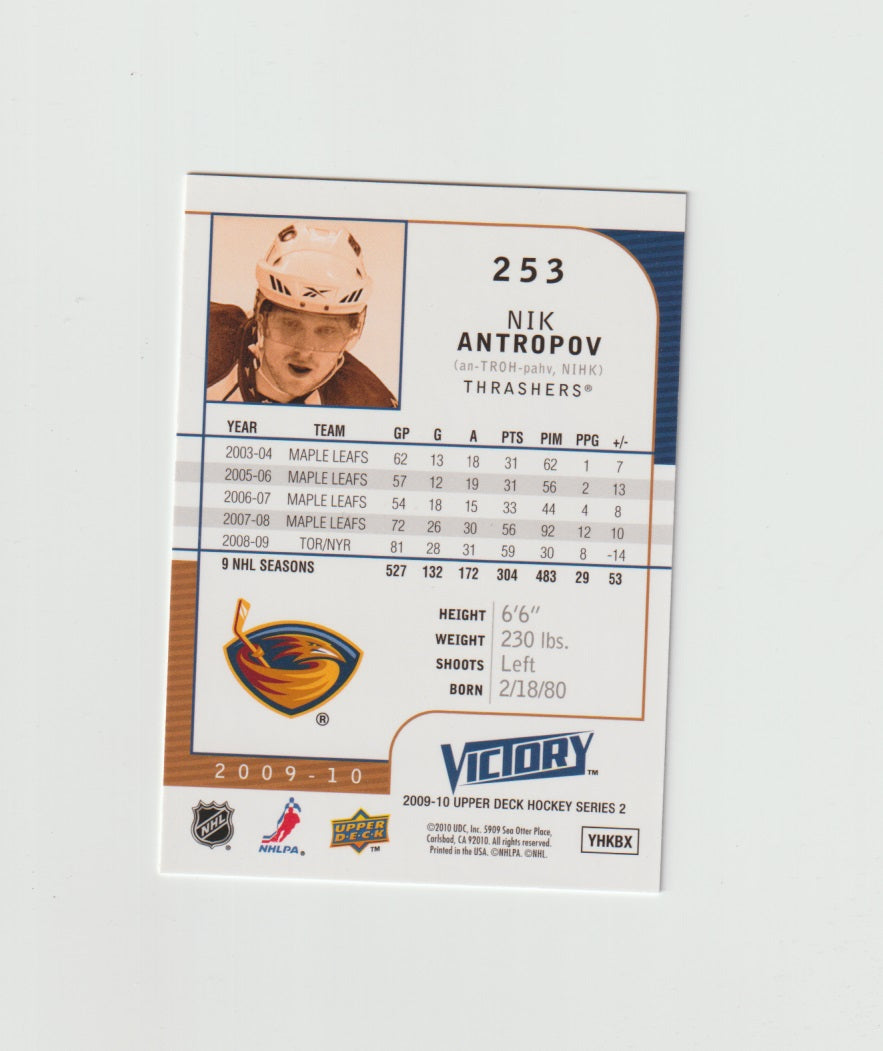 253
NIK
ANTROPOV
(an-TROH-pahv, NIHK)
THRASHERS®
YEAR TEAM GP G A PTS PIM PPG +/-
2003-04 MAPLE LEAFS 62 13 18 31 62 1 7
2005-06 MAPLE LEAFS 57 12 19 31 56 2 13
2006-07 MAPLE LEAFS 54 18 15 33 44 4 8
2007-08 MAPLE LEAFS 72 26 30 56 92 12 10
2008-09 TOR/NYR 81 28 31 59 30 8 -14
9 NHL SEASONS 527 132 172 304 483 29 53
HEIGHT 6'6"
WEIGHT 230 lbs.
SHOOTS Left
BORN 2/18/80
®
VICTORY™
2009-10
2009-10 UPPER DECK HOCKEY SERIES 2
NHL®
NHLPA®
UPPER DECK™
©2010 UDC, Inc. 5909 Sea Otter Place,
Carlsbad, CA 92010. All rights reserved.
Printed in the USA. ©NHLPA. ©NHL.
YHKBX